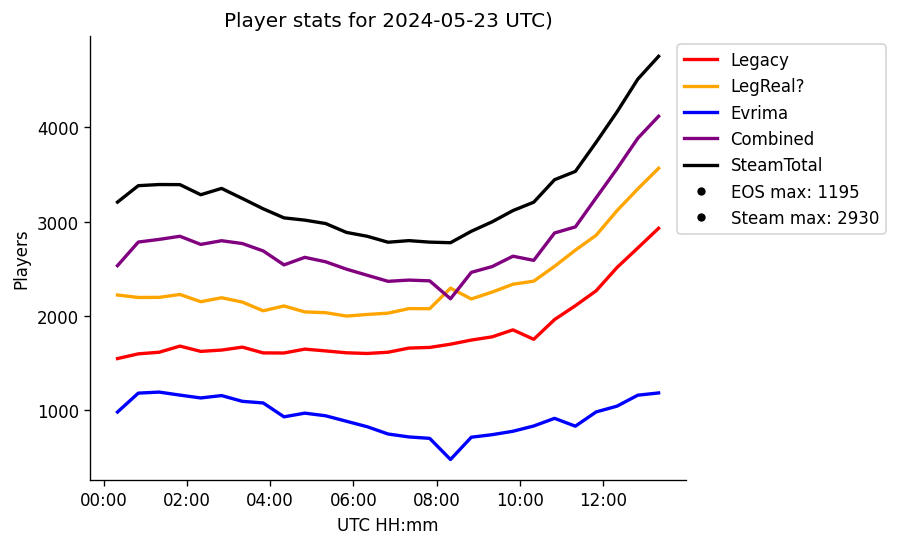 Player stats for 2024-05-23 UTC)
Legacy
LegReal?
Evrima
Combined
SteamTotal
EOS max: 1195
Steam max: 2930
Players
4000
3000
2000
1000
00:00 02:00 04:00 06:00 08:00 10:00 12:00
UTC HH:mm